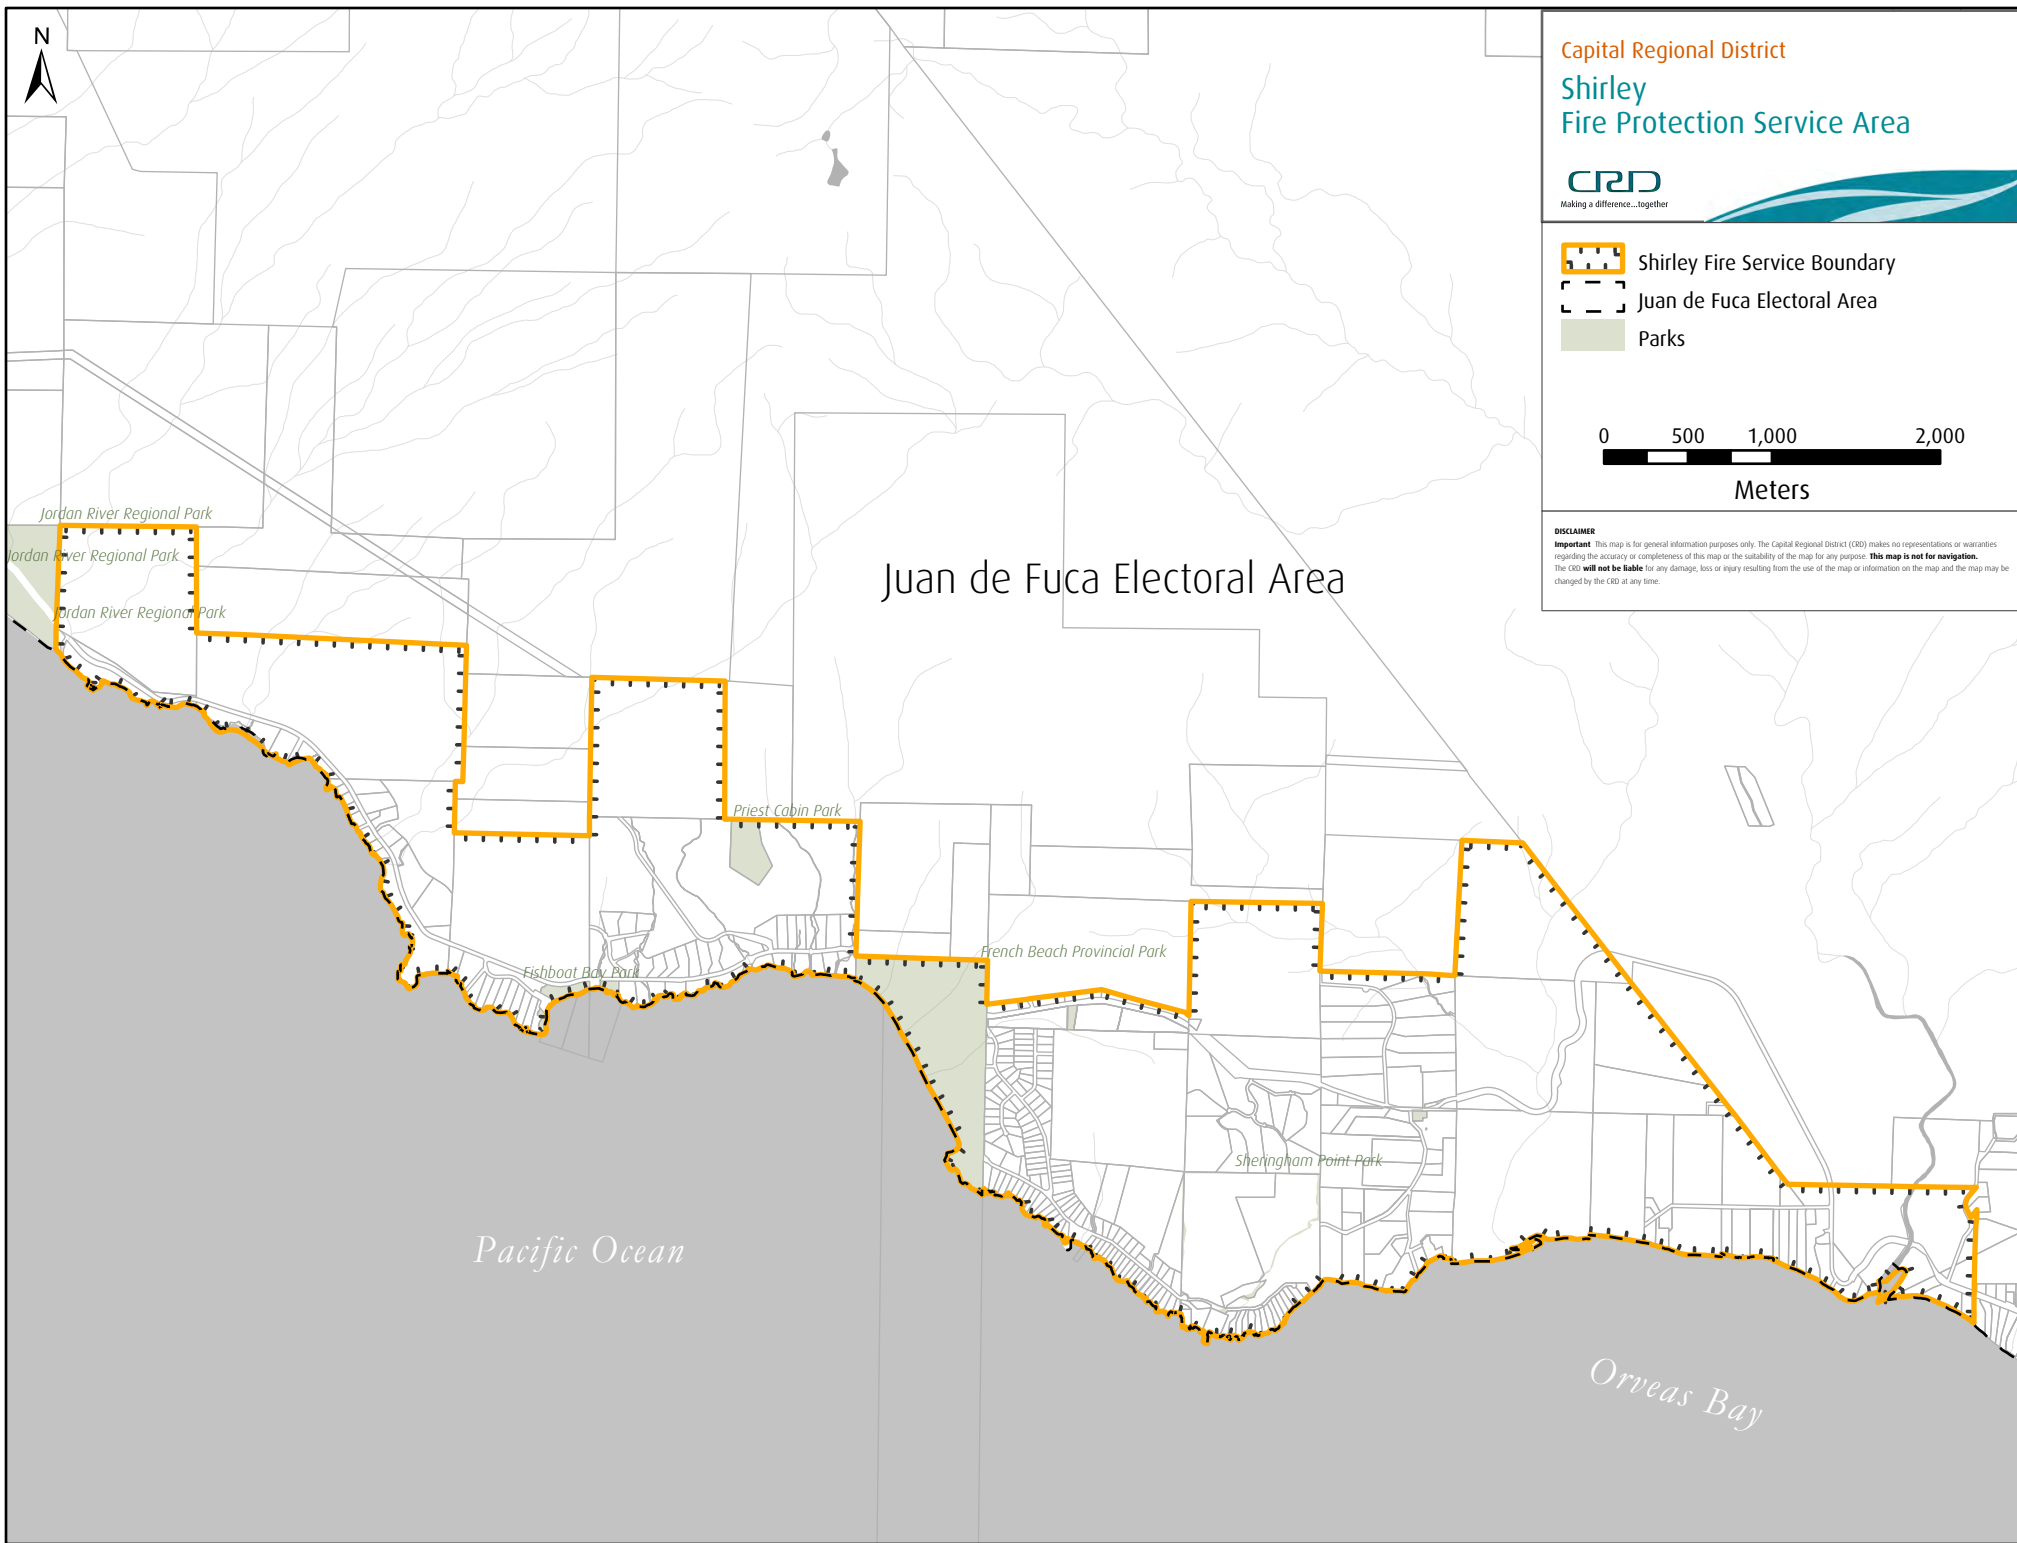 N
Capital Regional District
Shirley
Fire Protection Service Area
CRD
Making a difference...together
Shirley Fire Service Boundary
Juan de Fuca Electoral Area
Parks
0 500 1,000 2,000
Meters
DISCLAIMER
Important This map is for general information purposes only. The Capital Regional District (CRD) makes no representations or warranties
regarding the accuracy or completeness of this map or the suitability of the map for any purpose. This map is not for navigation.
The CRD will not be liable for any damage, loss or injury resulting from the use of the map or information on the map and the map may be
changed by the CRD at any time.
Jordan River Regional Park
Jordan River Regional Park
Jordan River Regional Park
Juan de Fuca Electoral Area
Priest Cabin Park
French Beach Provincial Park
Fishboat Bay Park
Sheringham Point Park
Pacific Ocean
Orveas Bay